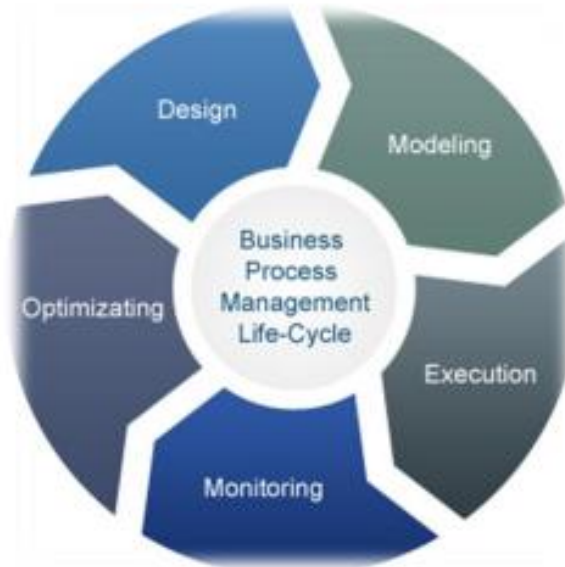 Design
Modeling
Business
Process
Management
Life-Cycle
Optimizating
Execution
Monitoring